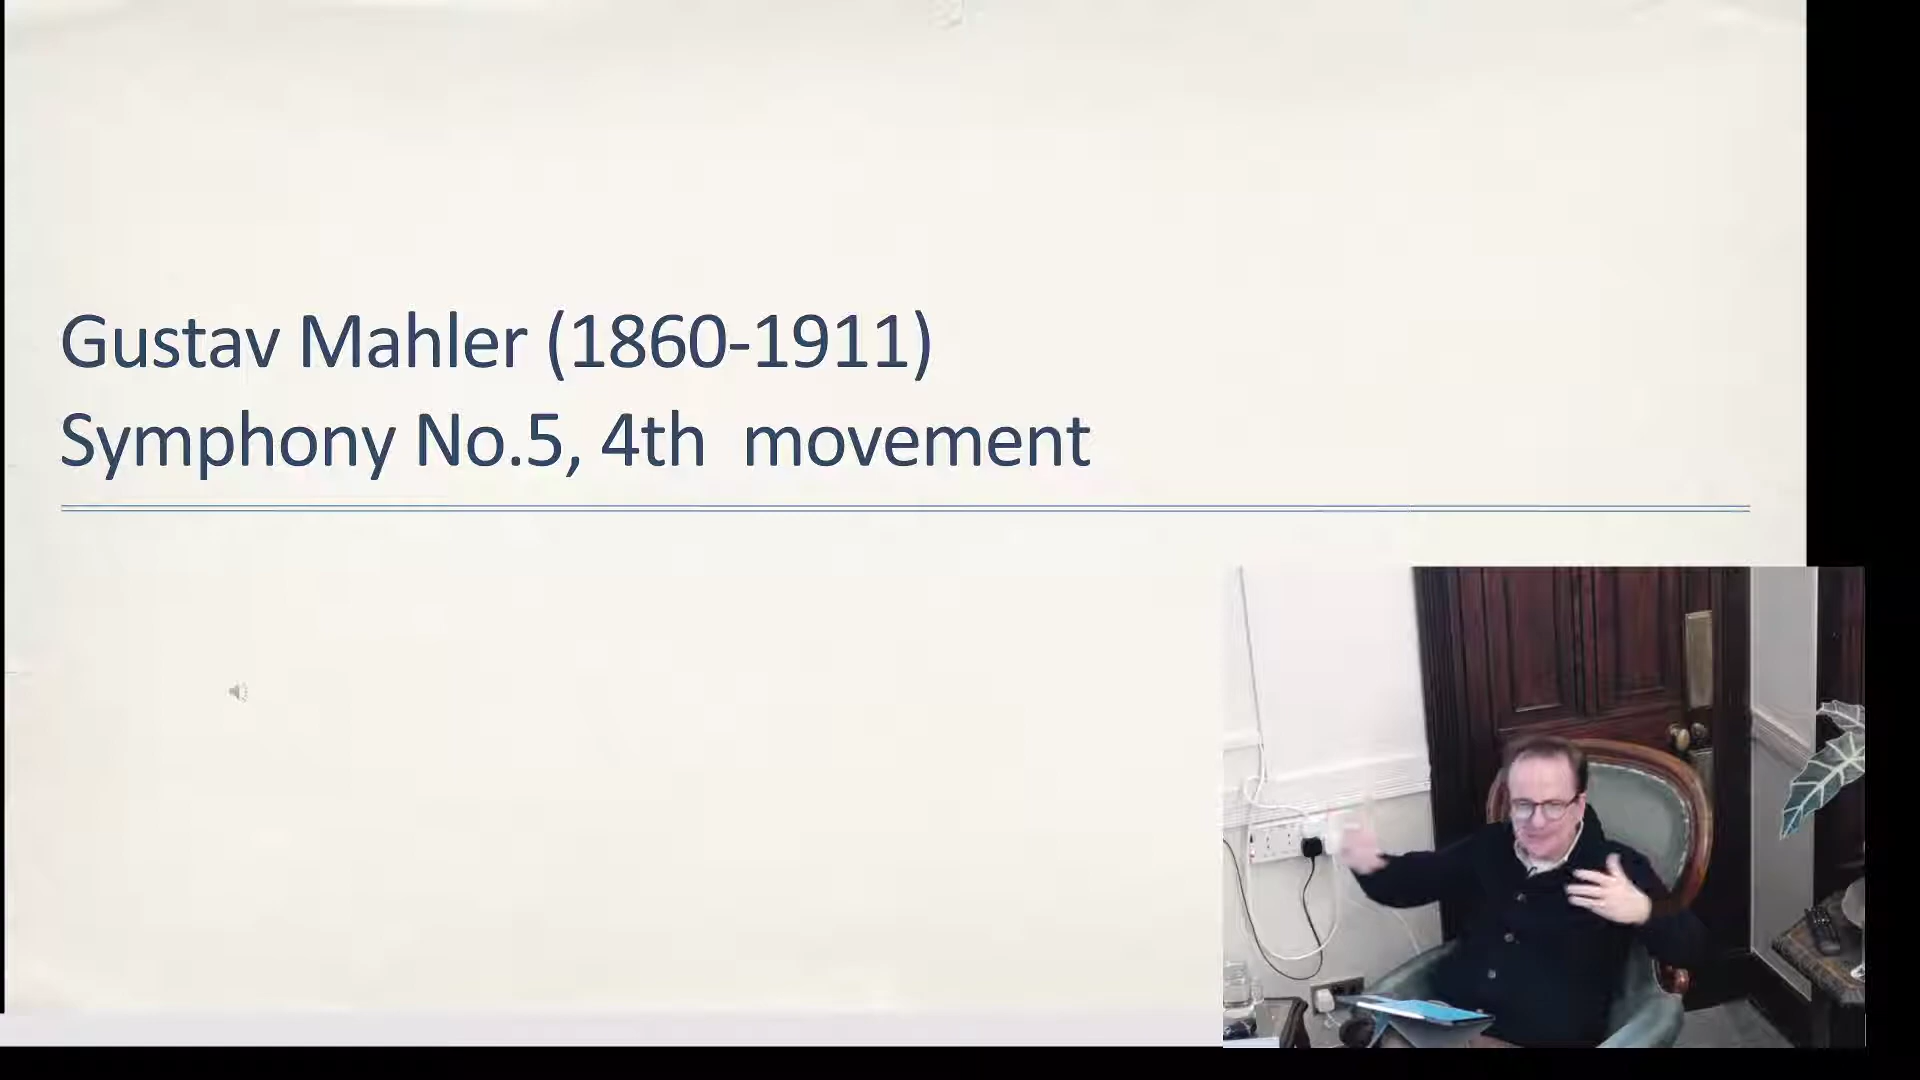 Gustav Mahler (1860-1911)
Symphony No.5, 4th movement